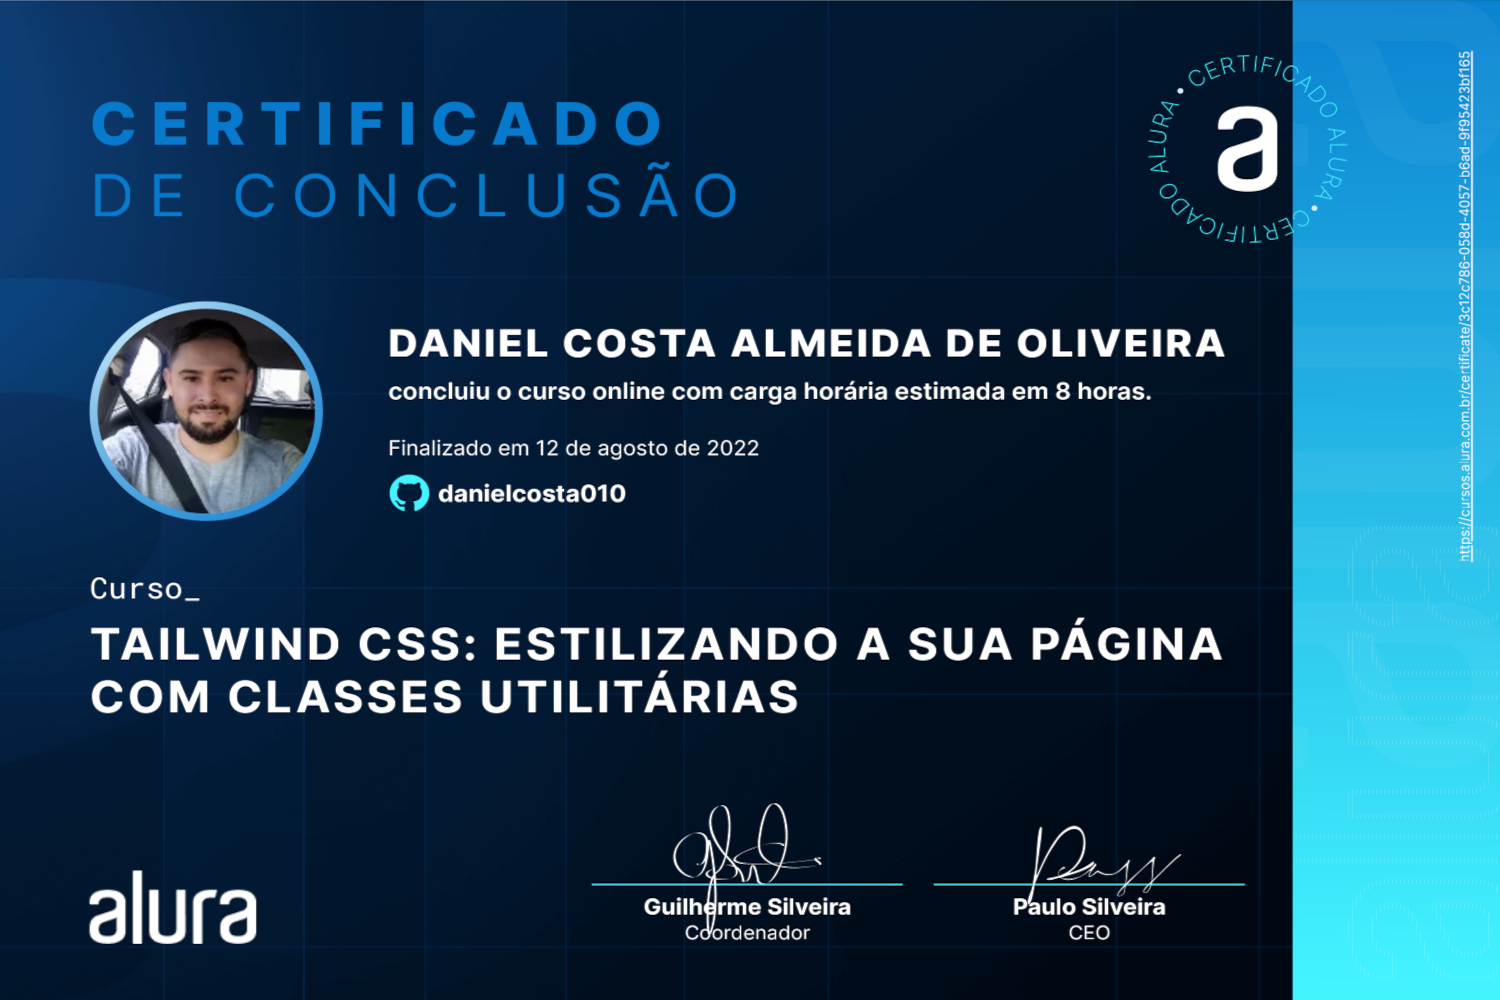 CERTIFICADO
DE CONCLUSÃO
CERTIFICADO ALURA • CERTIFICADO ALURA •
a
DANIEL COSTA ALMEIDA DE OLIVEIRA
concluiu o curso online com carga horária estimada em 8 horas.
Finalizado em 12 de agosto de 2022
danielcosta010
Curso_
TAILWIND CSS: ESTILIZANDO A SUA PÁGINA
COM CLASSES UTILITÁRIAS
alura
Guilherme Silveira
Coordenador
Paulo Silveira
CEO
https://cursos.alura.com.br/certificate/3c12c786-058d-4057-b6ad-9f95423bf165
alura